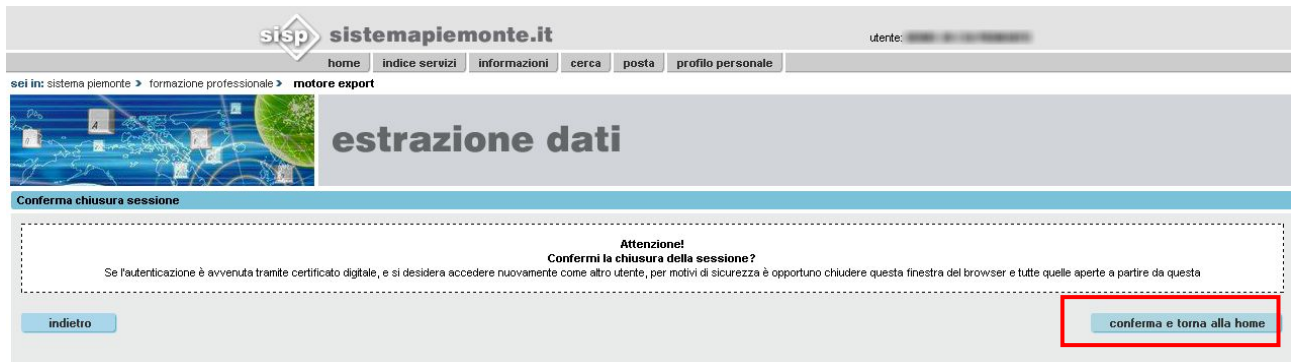 sisp sistemapiemonte.it
utente:
home indice servizi informazioni cerca posta profilo personale
sei in: sistema piemonte > formazione professionale > motore export
A
estrazione dati
Conferma chiusura sessione
Attenzione!
Confermi la chiusura della sessione?
Se l'autenticazione è avvenuta tramite certificato digitale, e si desidera accedere nuovamente come altro utente, per motivi di sicurezza è opportuno chiudere questa finestra del browser e tutte quelle aperte a partire da questa
indietro
conferma e torna alla home